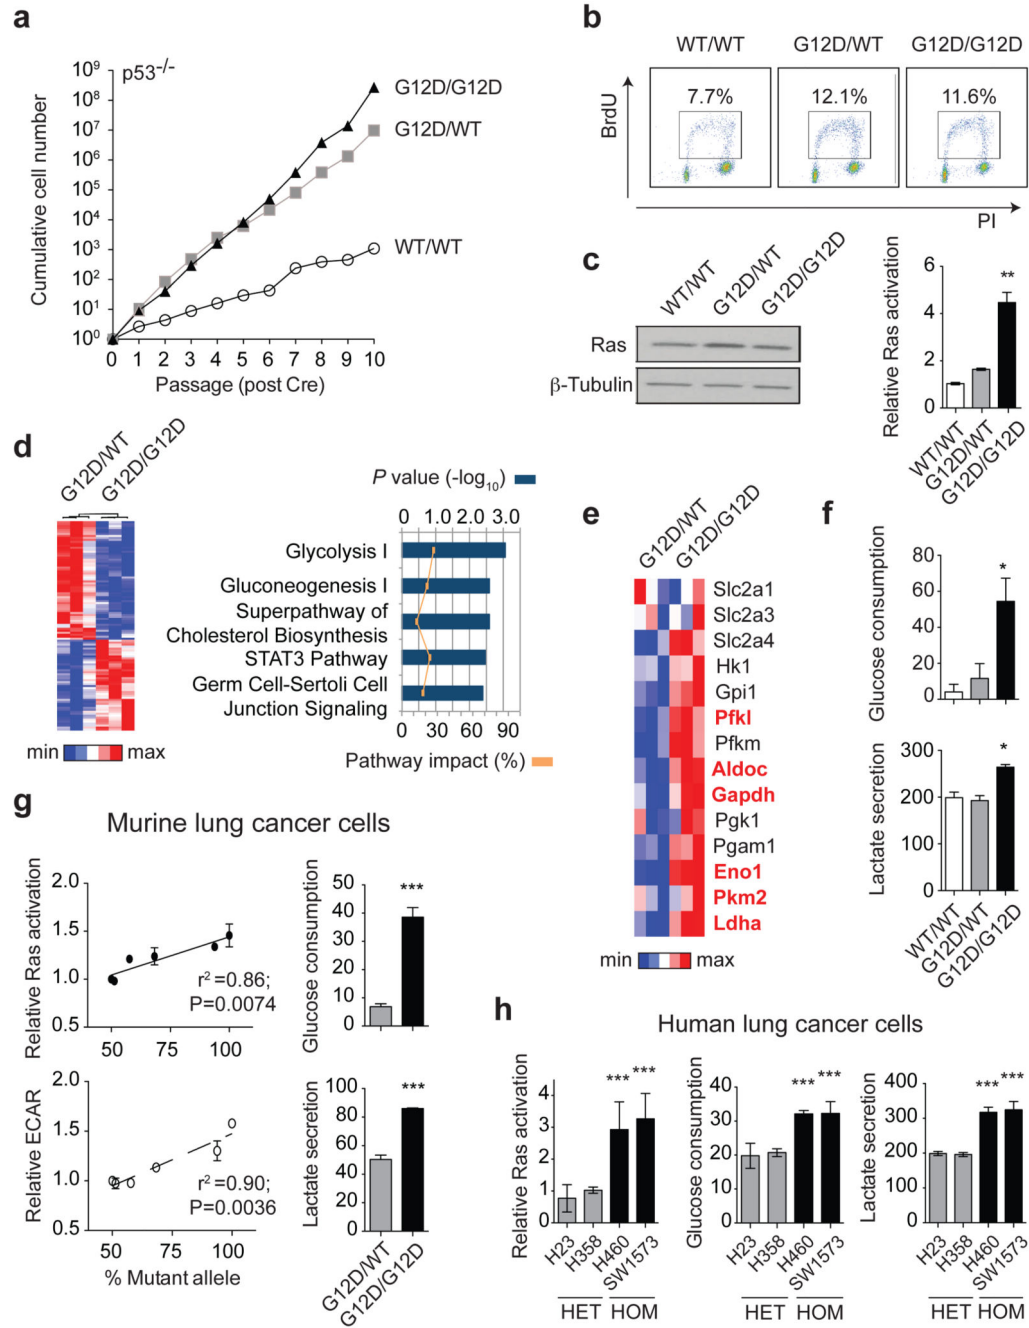 a
p53-/-
10⁹
10⁸
10⁷
10⁶
10⁵
10⁴
10³
10²
10¹
10⁰
Cumulative cell number
G12D/G12D
G12D/WT
WT/WT
0 1 2 3 4 5 6 7 8 9 10
Passage (post Cre)
b
WT/WT G12D/WT G12D/G12D
7.7% 12.1% 11.6%
BrdU
PI
c
WT/WT G12D/WT G12D/G12D
Ras
β-Tubulin
Relative Ras activation
6
4
2
0
**
WT/WT
G12D/WT
G12D/G12D
d
G12D/WT G12D/G12D
min max
P value (-log₁₀)
0 1.0 2.0 3.0
Glycolysis I
Gluconeogenesis I
Superpathway of
Cholesterol Biosynthesis
STAT3 Pathway
Germ Cell-Sertoli Cell
Junction Signaling
0 30 60 90
Pathway impact (%)
e
G12D/WT G12D/G12D
Slc2a1
Slc2a3
Slc2a4
Hk1
Gpi1
Pfkl
Pfkm
Aldoc
Gapdh
Pgk1
Pgam1
Eno1
Pkm2
Ldha
min max
f
Glucose consumption
80
60
40
20
0
*
Lactate secretion
300
200
100
0
*
WT/WT
G12D/WT
G12D/G12D
g
Murine lung cancer cells
Relative Ras activation
2.0
1.5
1.0
0.5
r² =0.86;
P=0.0074
50 75 100
Glucose consumption
50
40
30
20
10
0
***
Relative ECAR
2.0
1.5
1.0
0.5
r² =0.90;
P=0.0036
50 75 100
% Mutant allele
Lactate secretion
100
80
60
40
20
0
***
G12D/WT
G12D/G12D
h
Human lung cancer cells
Relative Ras activation
4
3
2
1
0
*** ***
H23 H358 H460 SW1573
HET HOM
Glucose consumption
40
30
20
10
0
*** ***
H23 H358 H460 SW1573
HET HOM
Lactate secretion
400
300
200
100
0
*** ***
H23 H358 H460 SW1573
HET HOM